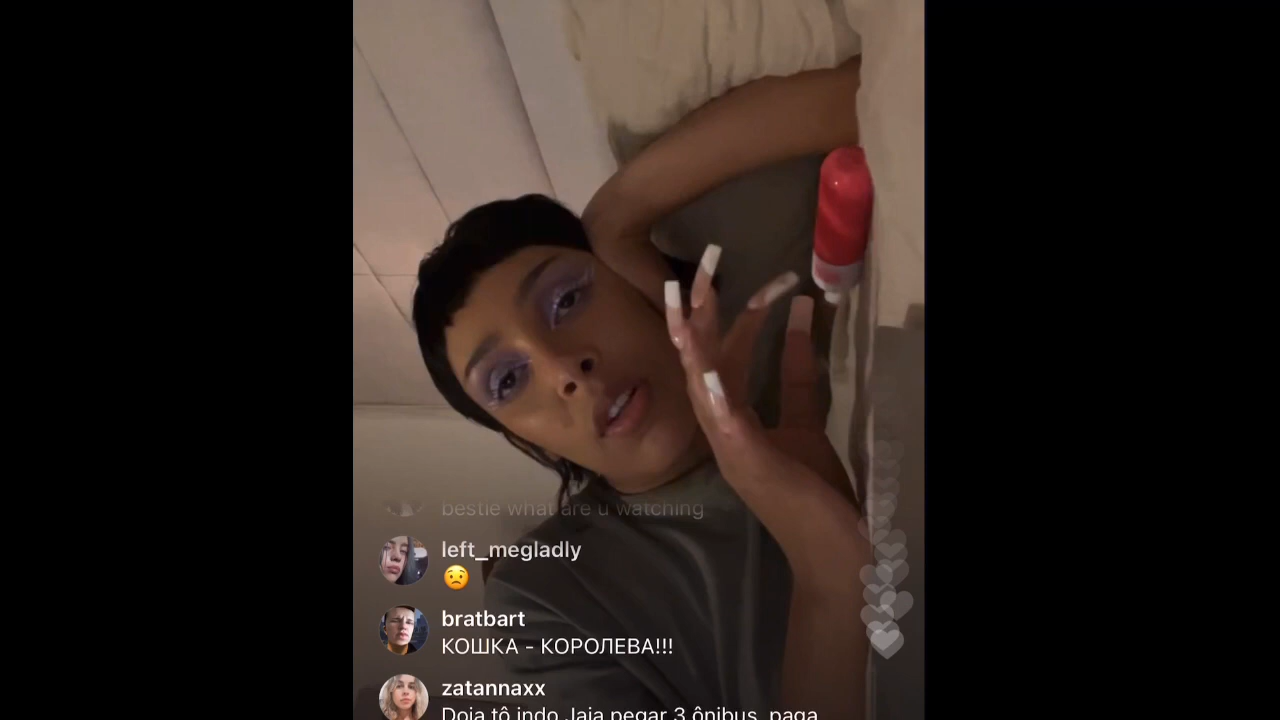 bestie what are u watching
left_megladly
😟
bratbart
КОШКА - КОРОЛЕВА!!!
zatannaxx
Doja tô indo Jaja pegar 3 ônibus, paga